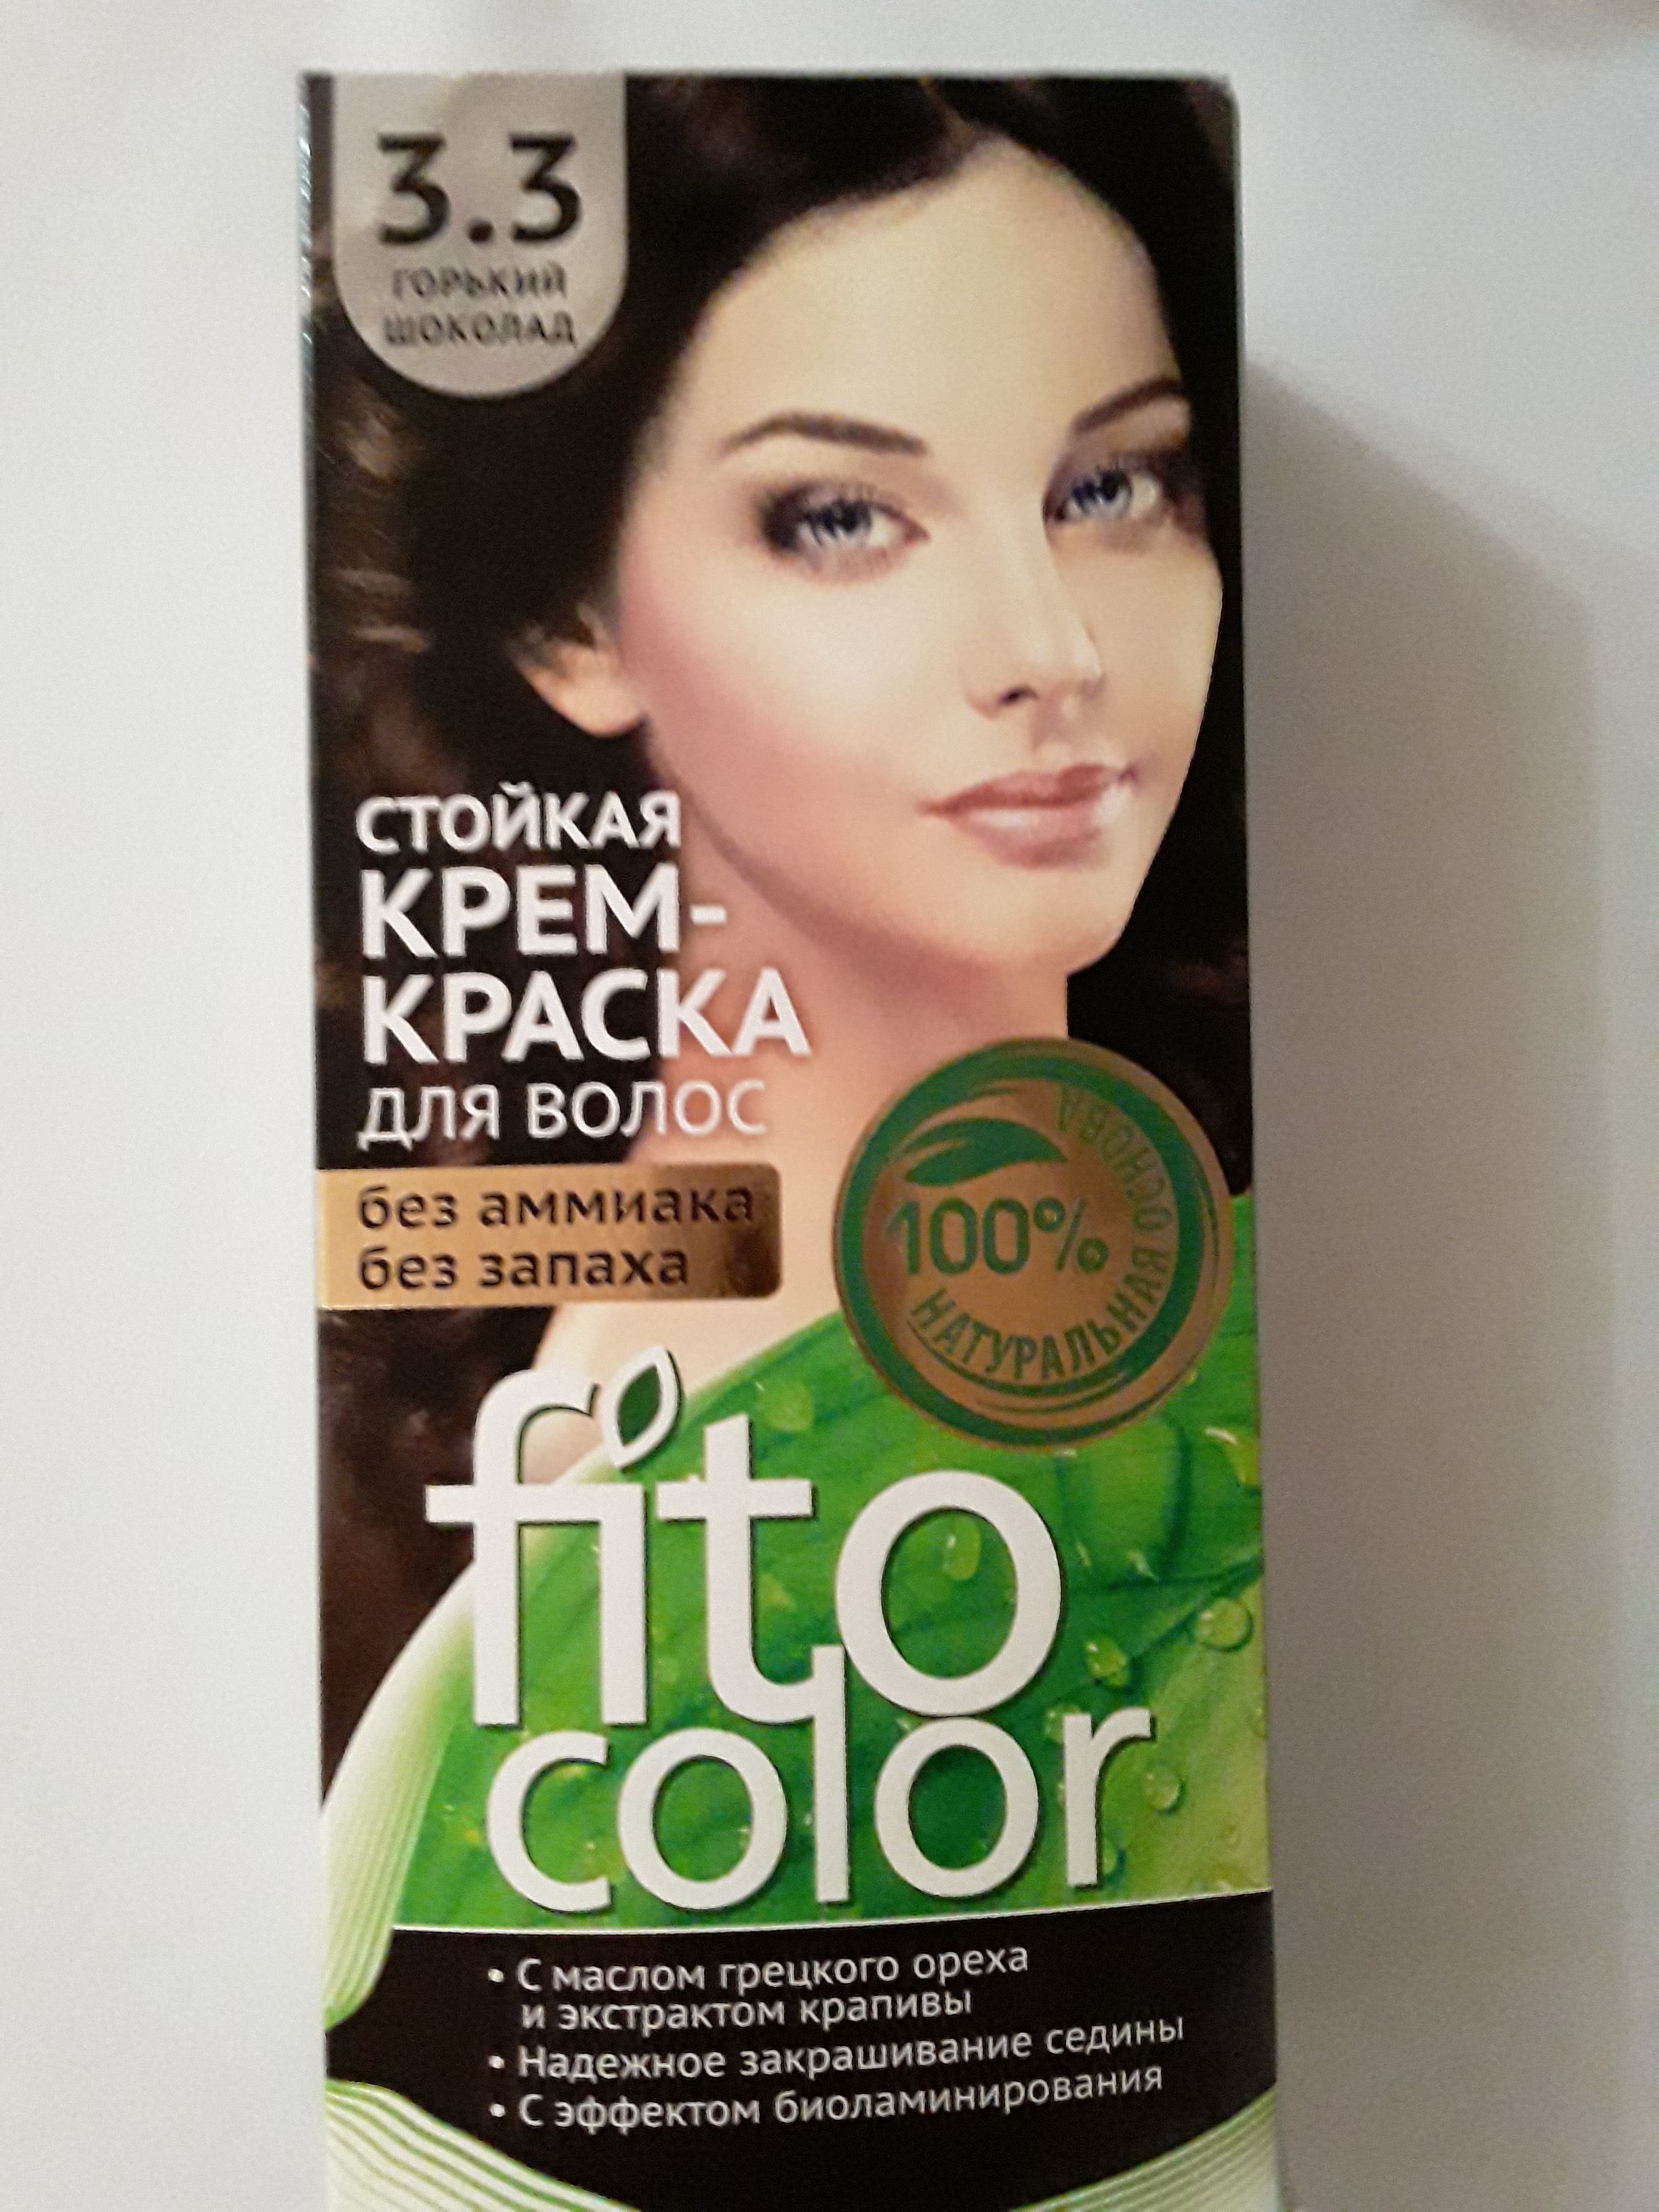 3.3
ГОРЬКИЙ
ШОКОЛАД
СТОЙКАЯ
КРЕМ-
КРАСКА
ДЛЯ ВОЛОС
без аммиака
без запаха
100%
НАТУРАЛЬНАЯ ОСНОВА
fito
color
• С маслом грецкого ореха
и экстрактом крапивы
• Надежное закрашивание седины
• С эффектом биоламинирования